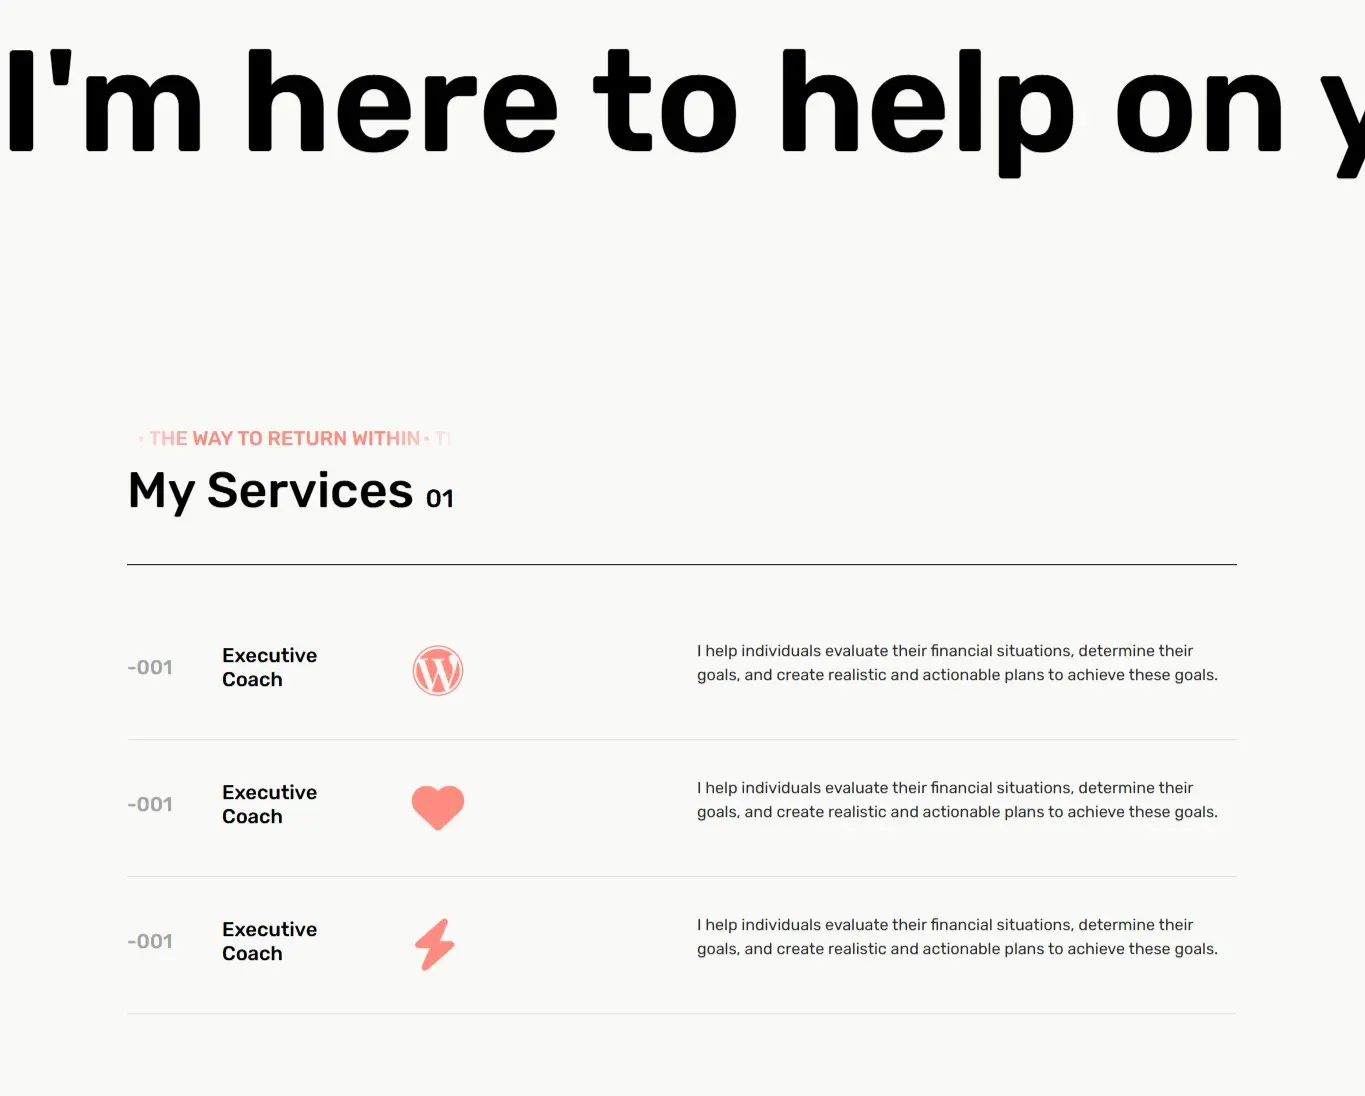 I'm here to help on
• THE WAY TO RETURN WITHIN •
My Services 01
-001
Executive
Coach
I help individuals evaluate their financial situations, determine their
goals, and create realistic and actionable plans to achieve these goals.
-001
Executive
Coach
I help individuals evaluate their financial situations, determine their
goals, and create realistic and actionable plans to achieve these goals.
-001
Executive
Coach
I help individuals evaluate their financial situations, determine their
goals, and create realistic and actionable plans to achieve these goals.